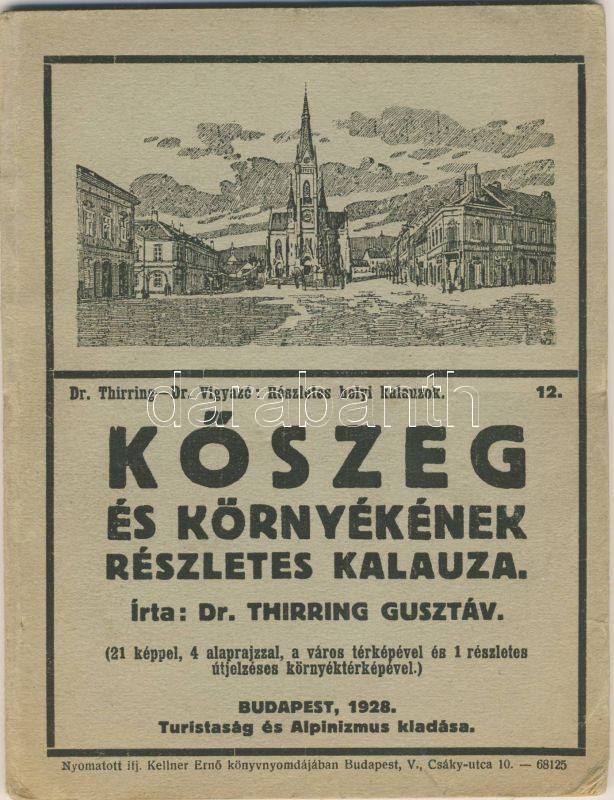 Dr. Thirring—Dr. Vigyázó: Részletes helyi kalauzok. 12.
darabanth
KŐSZEG
ÉS KÖRNYÉKÉNEK
RÉSZLETES KALAUZA.
Írta: Dr. THIRRING GUSZTÁV.
(21 képpel, 4 alaprajzzal, a város térképével és 1 részletes
útjelzéses környéktérképével.)
BUDAPEST, 1928.
Turistaság és Alpinizmus kiadása.
Nyomatott ifj. Kellner Ernő könyvnyomdájában Budapest, V., Csáky-utca 10. — 68125